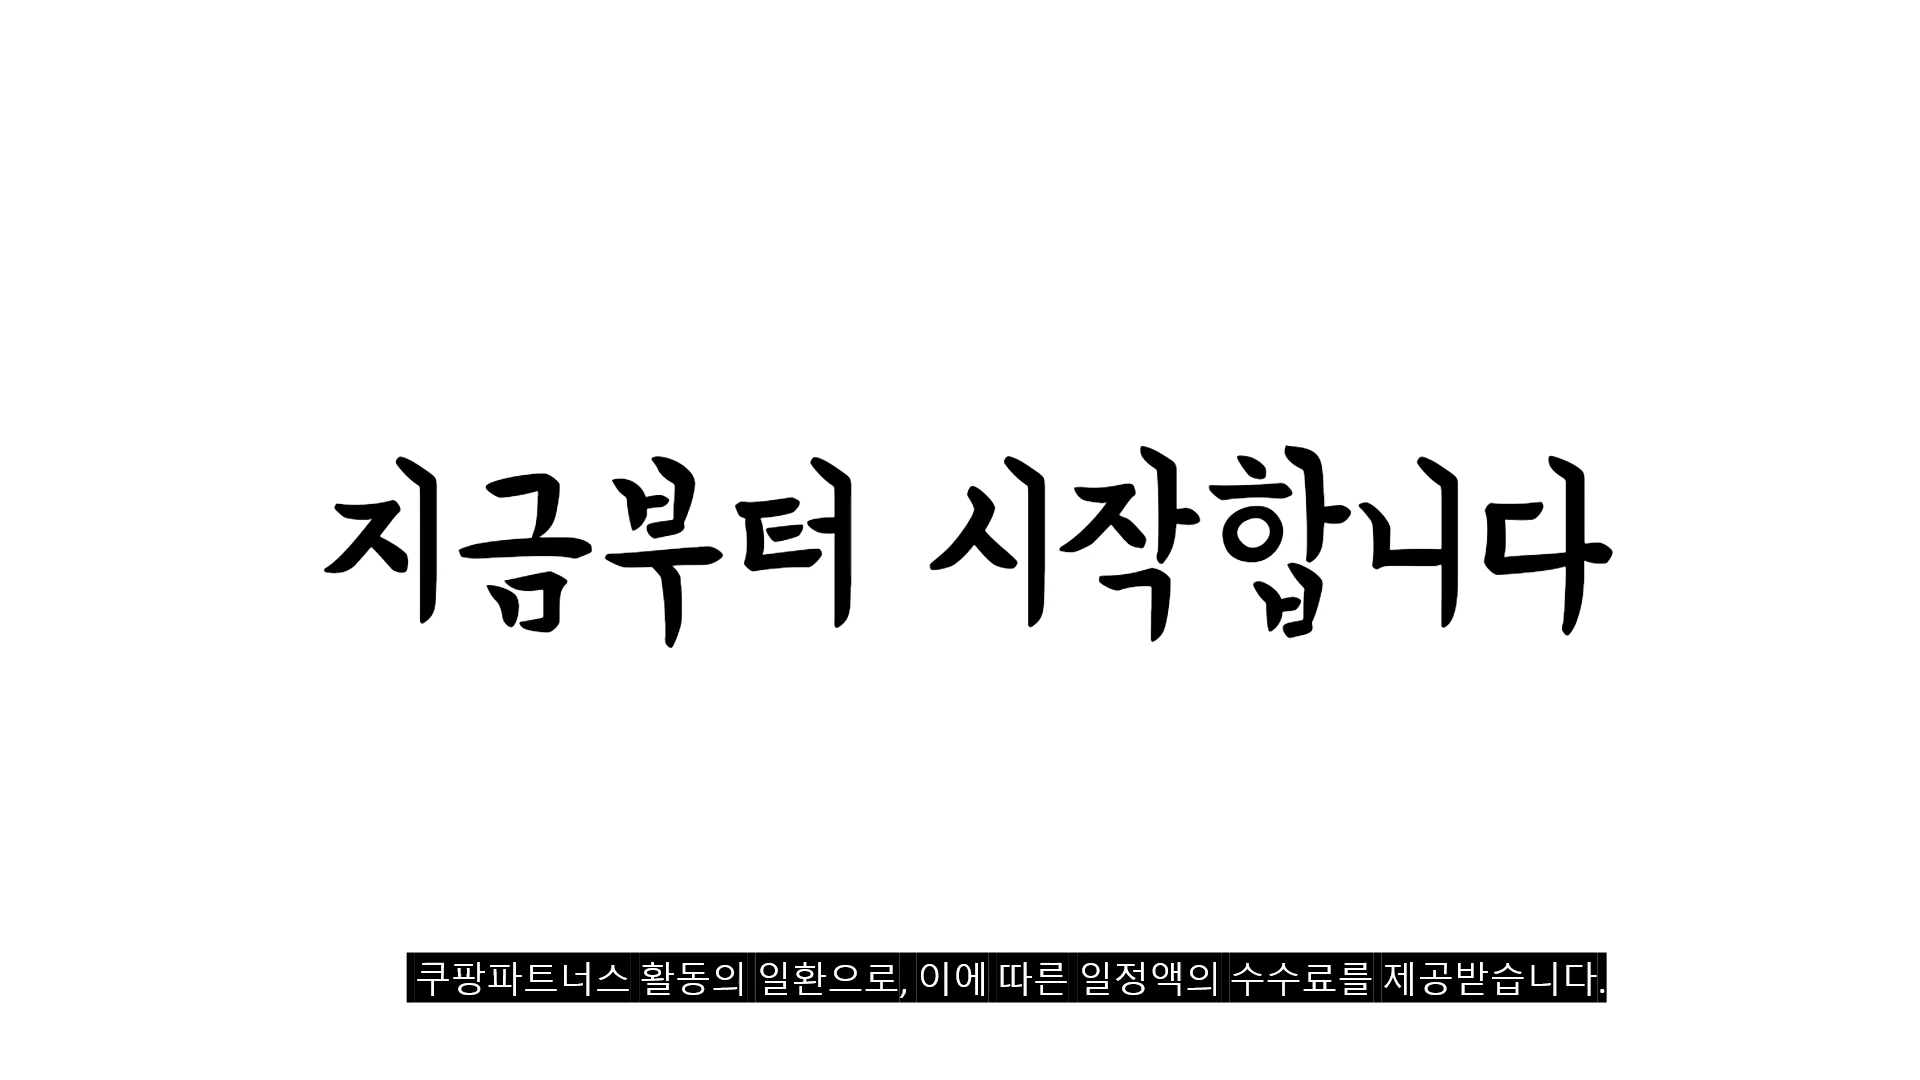 지금부터 시작합니다
쿠팡파트너스 활동의 일환으로, 이에 따른 일정액의 수수료를 제공받습니다.